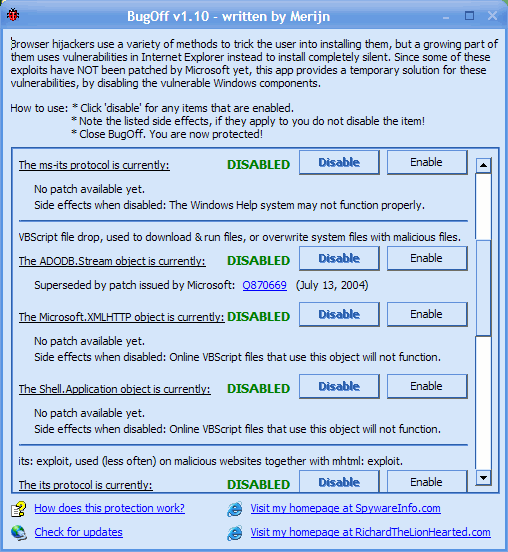 BugOff v1.10 - written by Merijn
Browser hijackers use a variety of methods to trick the user into installing them, but a growing part of
them uses vulnerabilities in Internet Explorer instead to install completely silent. Since some of these
exploits have NOT been patched by Microsoft yet, this app provides a temporary solution for these
vulnerabilities, by disabling the vulnerable Windows components.
How to use: * Click 'disable' for any items that are enabled.
* Note the listed side effects, if they apply to you do not disable the item!
* Close BugOff. You are now protected!
The ms-its protocol is currently: DISABLED Disable Enable
No patch available yet.
Side effects when disabled: The Windows Help system may not function properly.
VBScript file drop, used to download & run files, or overwrite system files with malicious files.
The ADODB.Stream object is currently: DISABLED Disable Enable
Superseded by patch issued by Microsoft: Q870669 (July 13, 2004)
The Microsoft.XMLHTTP object is currently: DISABLED Disable Enable
No patch available yet.
Side effects when disabled: Online VBScript files that use this object will not function.
The Shell.Application object is currently: DISABLED Disable Enable
No patch available yet.
Side effects when disabled: Online VBScript files that use this object will not function.
its: exploit, used (less often) on malicious websites together with mhtml: exploit.
The its protocol is currently: DISABLED Disable Enable
How does this protection work? Visit my homepage at SpywareInfo.com
Check for updates Visit my homepage at RichardTheLionHearted.com